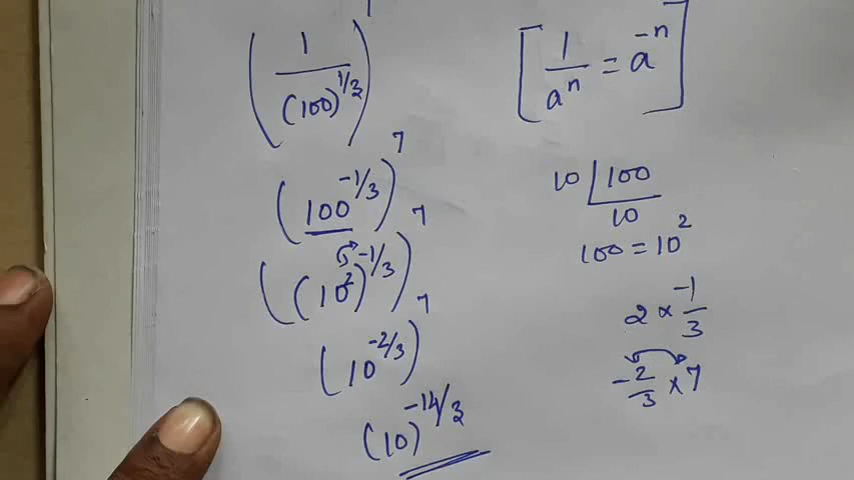 (1/(100)^1/3)^7
[1/a^n = a^-n]
(100^-1/3)^7
10 | 100
10
100 = 10^2
((10^2)^-1/3)^7
2 × -1/3
(10^-2/3)^7
-2/3 × 7
(10)^-14/3